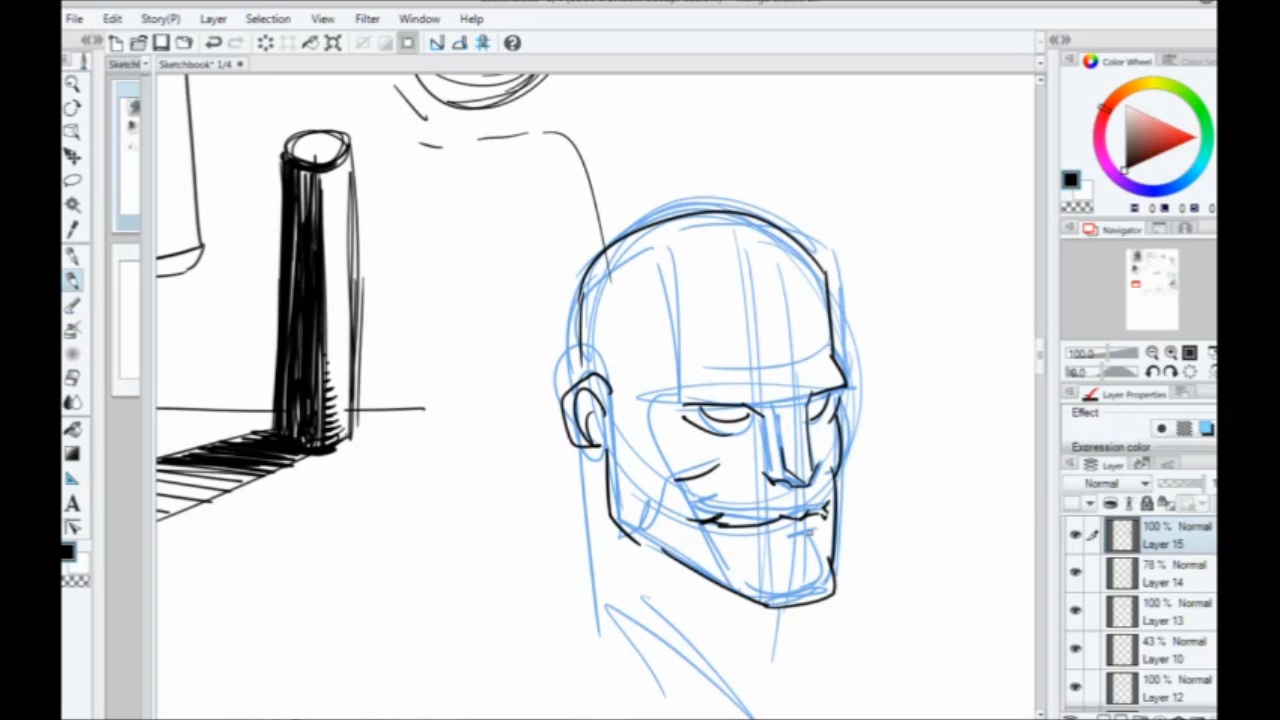 File Edit Story(P) Layer Selection View Filter Window Help
Sketchl
Sketchbook* 1/4
Color Wheel
Navigator
100.0
Layer Properties
Effect
Expression color
Layer
Normal
100 % Normal
Layer 15
78 % Normal
Layer 14
100 % Normal
Layer 13
43 % Normal
Layer 10
100 % Normal
Layer 12